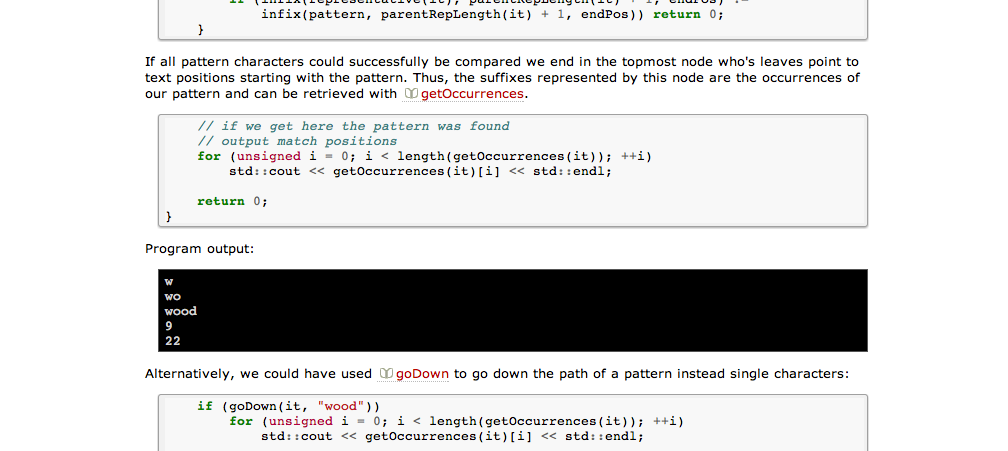 infix(pattern, parentRepLength(it) + 1, endPos)) return 0;
}
If all pattern characters could successfully be compared we end in the topmost node who's leaves point to
text positions starting with the pattern. Thus, the suffixes represented by this node are the occurrences of
our pattern and can be retrieved with getOccurrences.
// if we get here the pattern was found
// output match positions
for (unsigned i = 0; i < length(getOccurrences(it)); ++i)
std::cout << getOccurrences(it)[i] << std::endl;
return 0;
}
Program output:
w
wo
wood
9
22
Alternatively, we could have used goDown to go down the path of a pattern instead single characters:
if (goDown(it, "wood"))
for (unsigned i = 0; i < length(getOccurrences(it)); ++i)
std::cout << getOccurrences(it)[i] << std::endl;